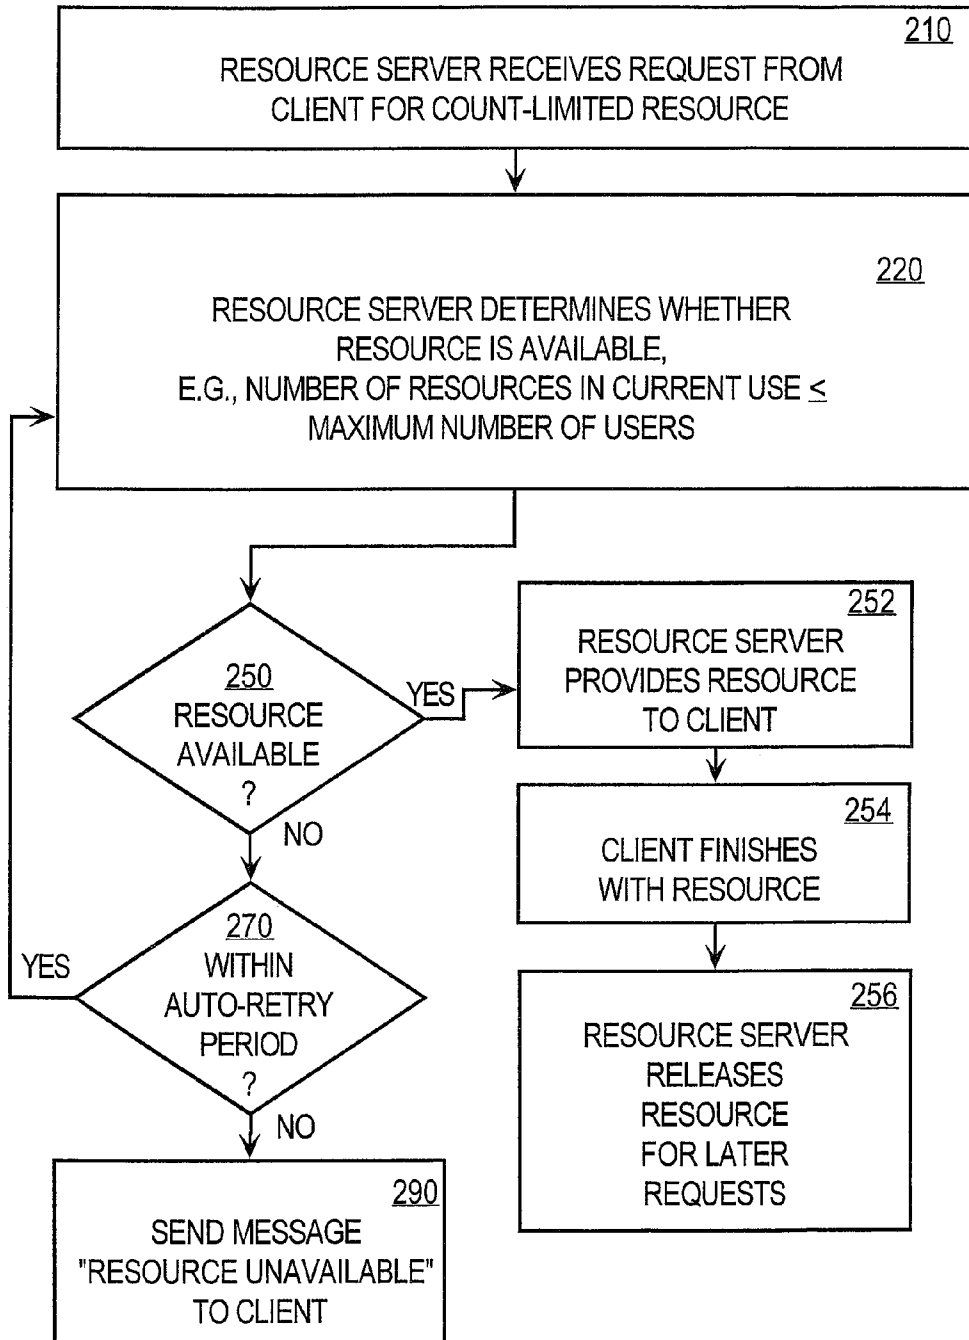 210
RESOURCE SERVER RECEIVES REQUEST FROM
CLIENT FOR COUNT-LIMITED RESOURCE
220
RESOURCE SERVER DETERMINES WHETHER
RESOURCE IS AVAILABLE,
E.G., NUMBER OF RESOURCES IN CURRENT USE ≤
MAXIMUM NUMBER OF USERS
250
RESOURCE
AVAILABLE
?
YES
NO
252
RESOURCE SERVER
PROVIDES RESOURCE
TO CLIENT
254
CLIENT FINISHES
WITH RESOURCE
256
RESOURCE SERVER
RELEASES
RESOURCE
FOR LATER
REQUESTS
270
WITHIN
AUTO-RETRY
PERIOD
?
YES
NO
290
SEND MESSAGE
"RESOURCE UNAVAILABLE"
TO CLIENT